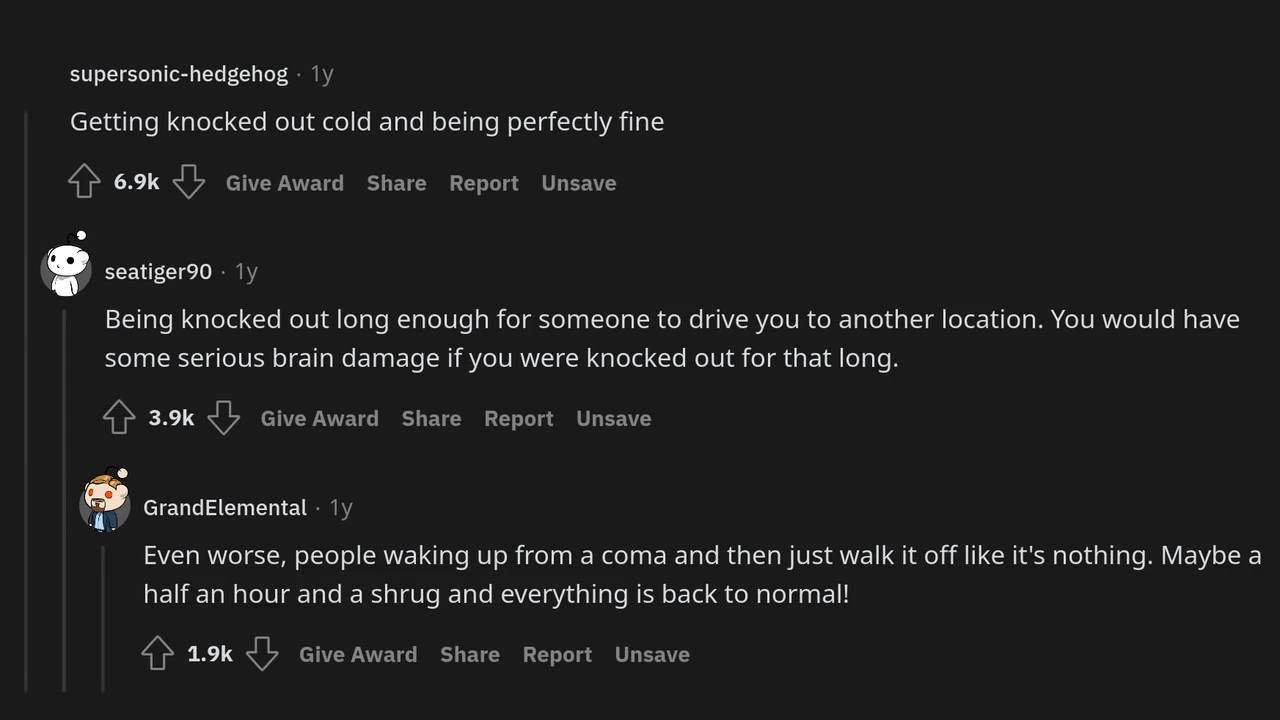 supersonic-hedgehog · 1y
Getting knocked out cold and being perfectly fine
6.9k Give Award Share Report Unsave
seatiger90 · 1y
Being knocked out long enough for someone to drive you to another location. You would have
some serious brain damage if you were knocked out for that long.
3.9k Give Award Share Report Unsave
GrandElemental · 1y
Even worse, people waking up from a coma and then just walk it off like it's nothing. Maybe a
half an hour and a shrug and everything is back to normal!
1.9k Give Award Share Report Unsave